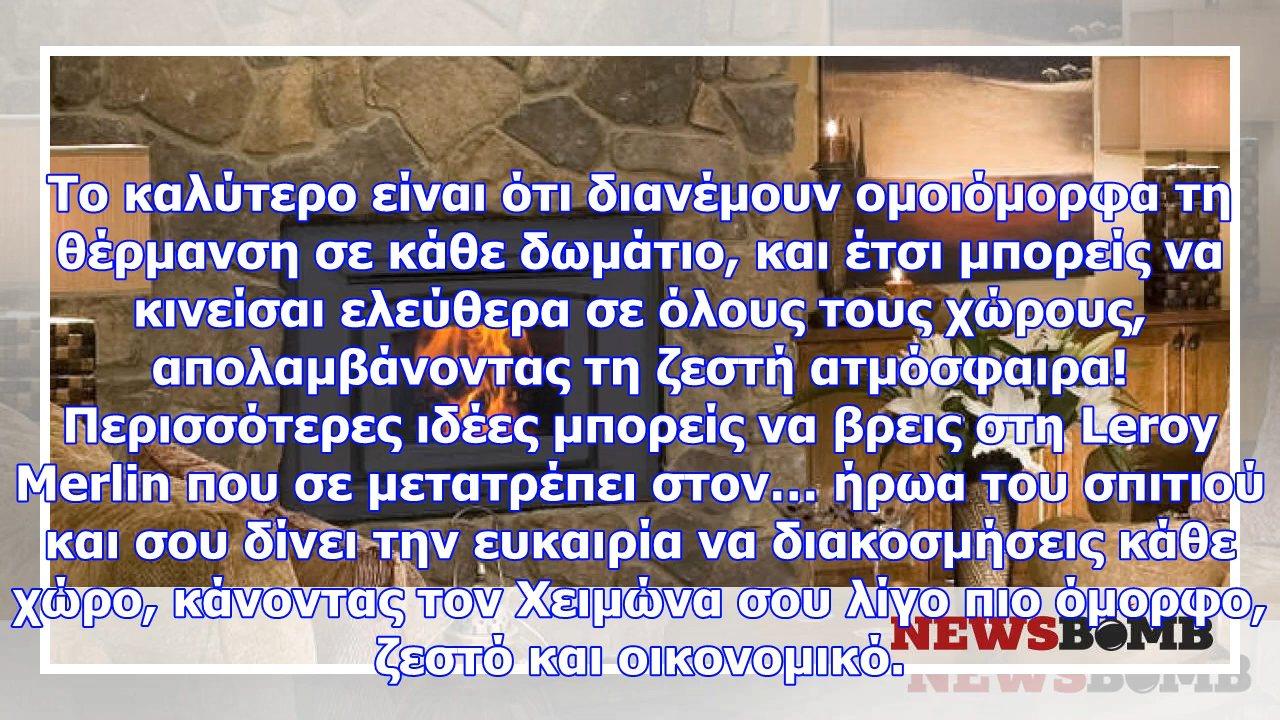 Το καλύτερο είναι ότι διανέμουν ομοιόμορφα τη
θέρμανση σε κάθε δωμάτιο, και έτσι μπορείς να
κινείσαι ελεύθερα σε όλους τους χώρους,
απολαμβάνοντας τη ζεστή ατμόσφαιρα!
Περισσότερες ιδέες μπορείς να βρεις στη Leroy
Merlin που σε μετατρέπει στον... ήρωα του σπιτιού
και σου δίνει την ευκαιρία να διακοσμήσεις κάθε
χώρο, κάνοντας τον Χειμώνα σου λίγο πιο όμορφο,
ζεστό και οικονομικό.
NEWSBOMB
NEWSBOMB